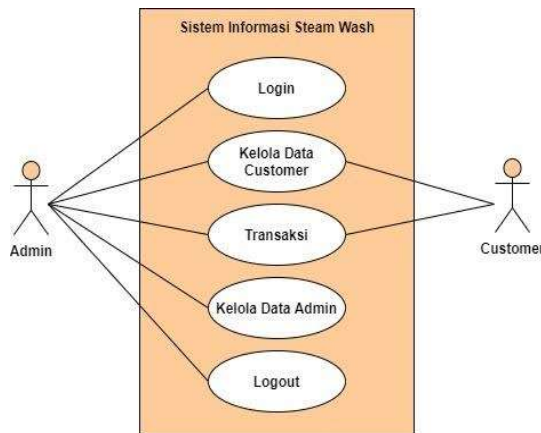 Sistem Informasi Steam Wash
Login
Kelola Data
Customer
Transaksi
Admin
Customer
Kelola Data Admin
Logout